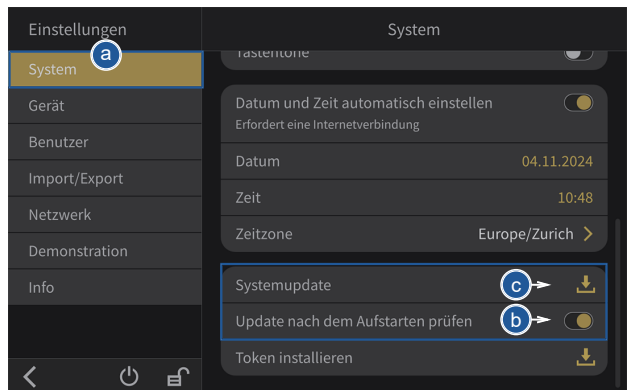 Einstellungen
System
a
System
Gerät
Benutzer
Import/Export
Netzwerk
Demonstration
Info
Tastentöne
Datum und Zeit automatisch einstellen
Erfordert eine Internetverbindung
Datum 04.11.2024
Zeit 10:48
Zeitzone Europe/Zurich
Systemupdate c
Update nach dem Aufstarten prüfen b
Token installieren